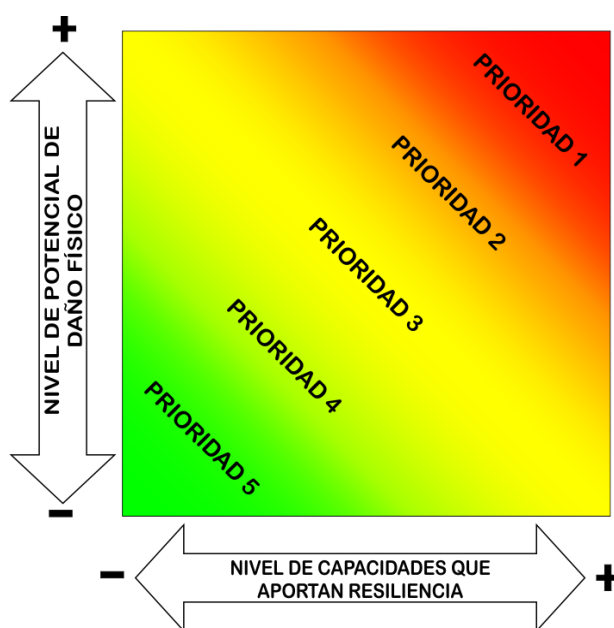 +
NIVEL DE POTENCIAL DE
DAÑO FÍSICO
−
PRIORIDAD 1
PRIORIDAD 2
PRIORIDAD 3
PRIORIDAD 4
PRIORIDAD 5
−
NIVEL DE CAPACIDADES QUE
APORTAN RESILIENCIA
+